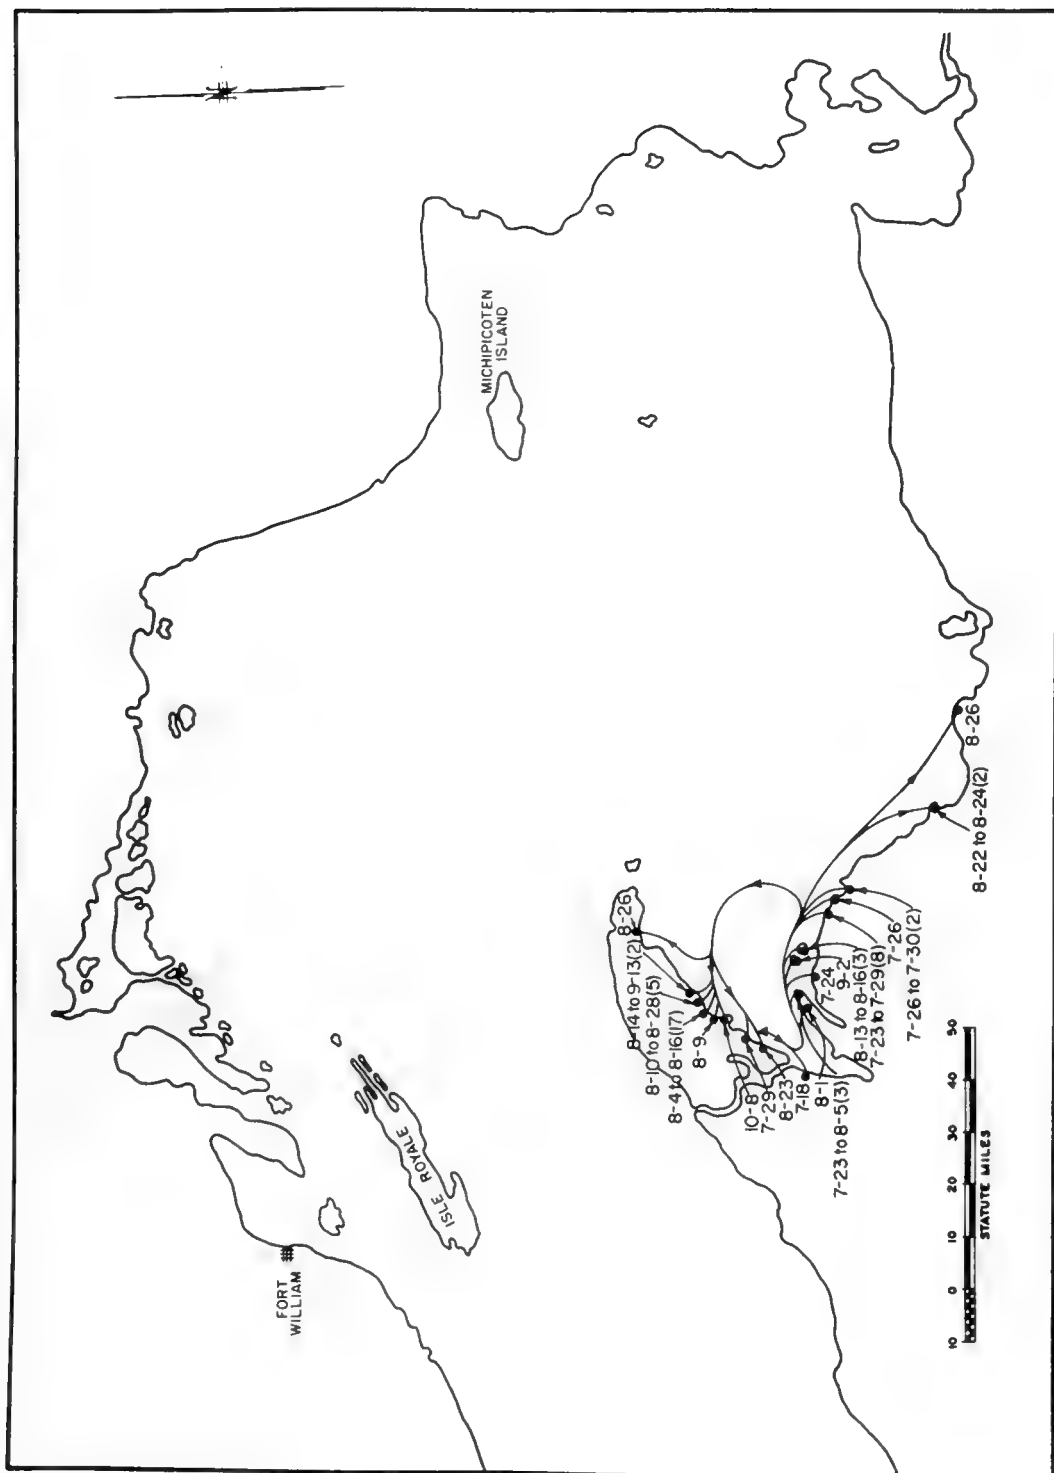 FORT
WILLIAM
ISLE ROYALE
MICHIPICOTEN
ISLAND
8-26
8-14 to 9-13(2)
8-10 to 8-28(5)
8-4 to 8-16(17)
8-9
10-8
7-29
8-23
7-18
8-1
7-23 to 8-5(3)
7-24
9-2
8-13 to 8-16(3)
7-23 to 7-29(8)
7-26
7-26 to 7-30(2)
8-22 to 8-24(2)
8-26
10 0 10 20 30 40 50
STATUTE MILES